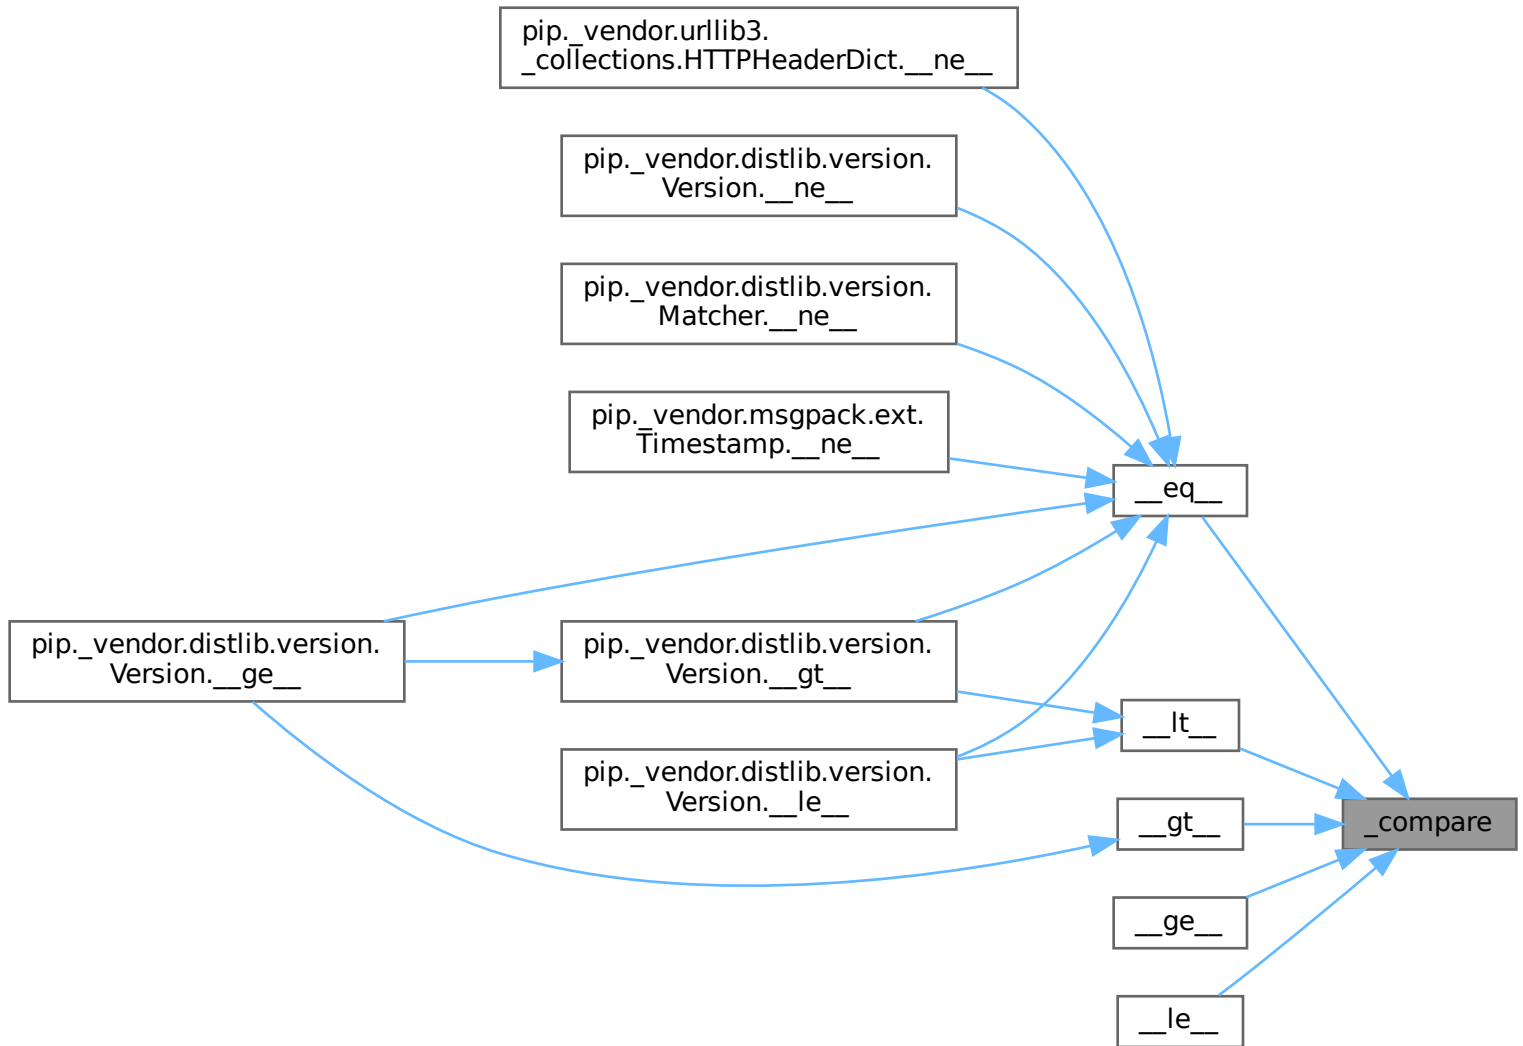 pip._vendor.urllib3.
_collections.HTTPHeaderDict.__ne__
pip._vendor.distlib.version.
Version.__ne__
pip._vendor.distlib.version.
Matcher.__ne__
pip._vendor.msgpack.ext.
Timestamp.__ne__
__eq__
pip._vendor.distlib.version.
Version.__ge__
pip._vendor.distlib.version.
Version.__gt__
__lt__
pip._vendor.distlib.version.
Version.__le__
__gt__
_compare
__ge__
__le__